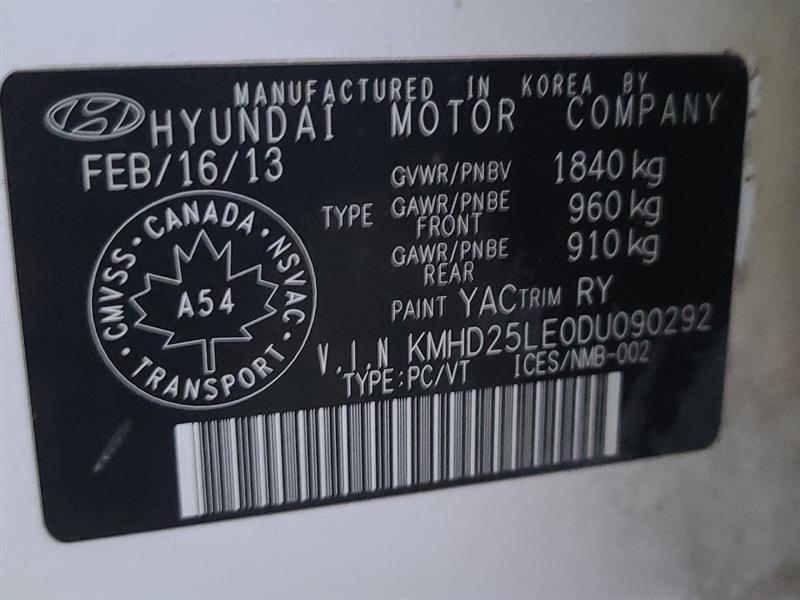 MANUFACTURED IN KOREA BY
HYUNDAI MOTOR COMPANY
FEB/16/13
GVWR/PNBV 1840 kg
TYPE GAWR/PNBE FRONT 960 kg
GAWR/PNBE REAR 910 kg
PAINT YAC TRIM RY
V.I.N KMHD25LE0DU090292
TYPE:PC/VT ICES/NMB-002
CMVSS · CANADA · NSVAC · TRANSPORT ·
A54